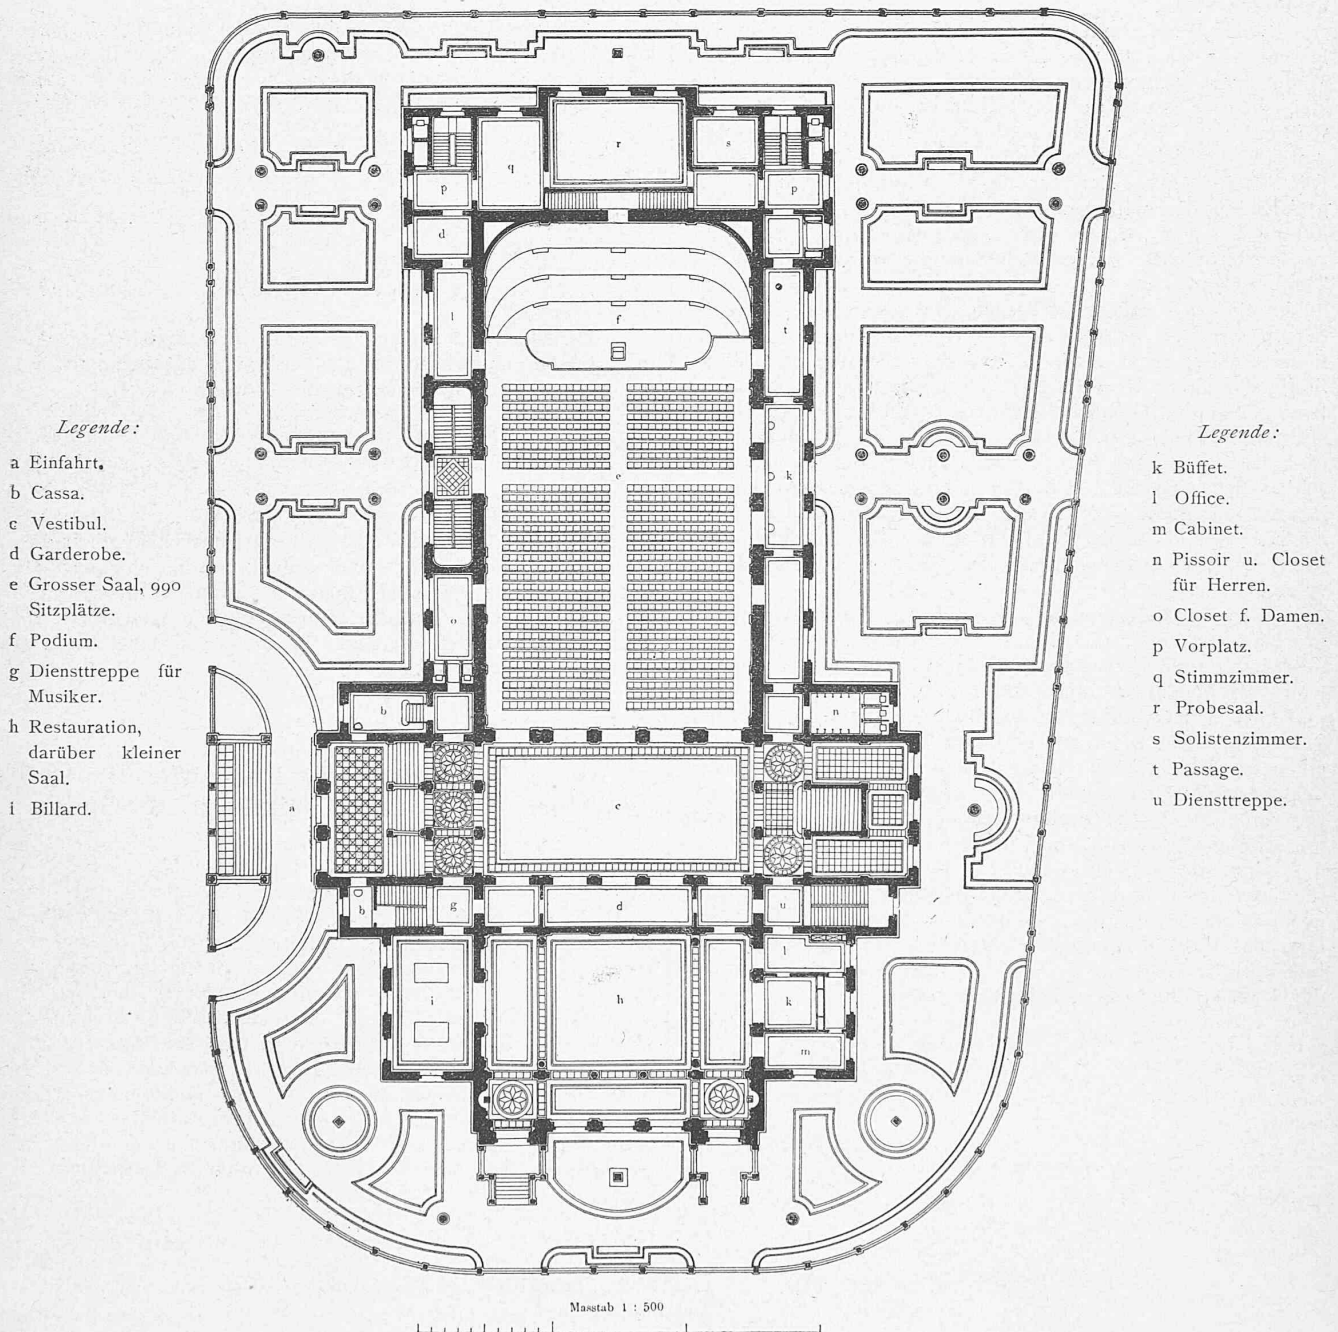 Legende:
a Einfahrt.
b Cassa.
c Vestibul.
d Garderobe.
e Grosser Saal, 990
Sitzplätze.
f Podium.
g Diensttreppe für
Musiker.
h Restauration,
darüber kleiner
Saal.
i Billard.
Legende:
k Büffet.
l Office.
m Cabinet.
n Pissoir u. Closet
für Herren.
o Closet f. Damen.
p Vorplatz.
q Stimmzimmer.
r Probesaal.
s Solistenzimmer.
t Passage.
u Diensttreppe.
r
s
q
p
p
d
l
f
t
e
k
o
b
n
a
c
b
g
d
u
l
i
h
k
m
Masstab 1 : 500